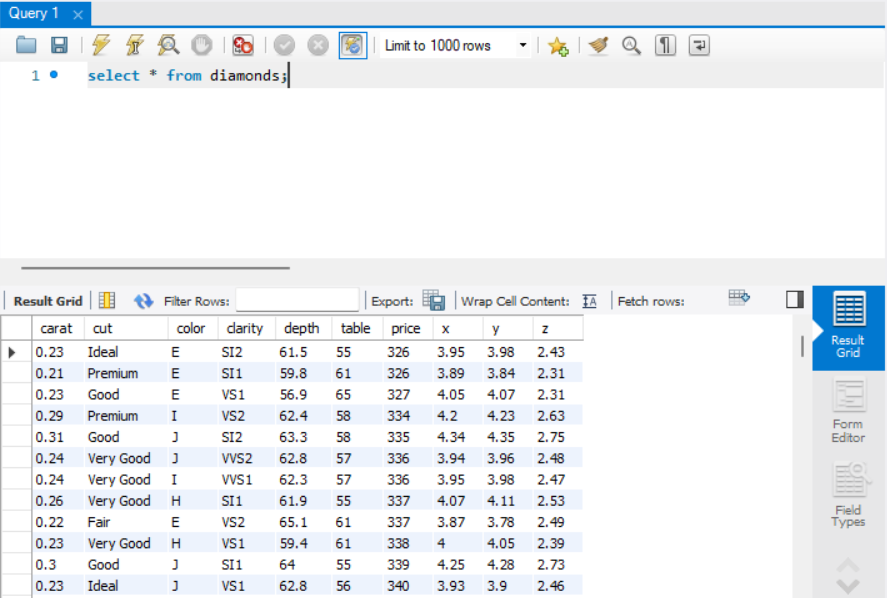 Query 1
Limit to 1000 rows
1 select * from diamonds;
Result Grid Filter Rows: Export: Wrap Cell Content: Fetch rows:
carat cut color clarity depth table price x y z
0.23 Ideal E SI2 61.5 55 326 3.95 3.98 2.43
0.21 Premium E SI1 59.8 61 326 3.89 3.84 2.31
0.23 Good E VS1 56.9 65 327 4.05 4.07 2.31
0.29 Premium I VS2 62.4 58 334 4.2 4.23 2.63
0.31 Good J SI2 63.3 58 335 4.34 4.35 2.75
0.24 Very Good J VVS2 62.8 57 336 3.94 3.96 2.48
0.24 Very Good I VVS1 62.3 57 336 3.95 3.98 2.47
0.26 Very Good H SI1 61.9 55 337 4.07 4.11 2.53
0.22 Fair E VS2 65.1 61 337 3.87 3.78 2.49
0.23 Very Good H VS1 59.4 61 338 4 4.05 2.39
0.3 Good J SI1 64 55 339 4.25 4.28 2.73
0.23 Ideal J VS1 62.8 56 340 3.93 3.9 2.46
Result
Grid
Form
Editor
Field
Types